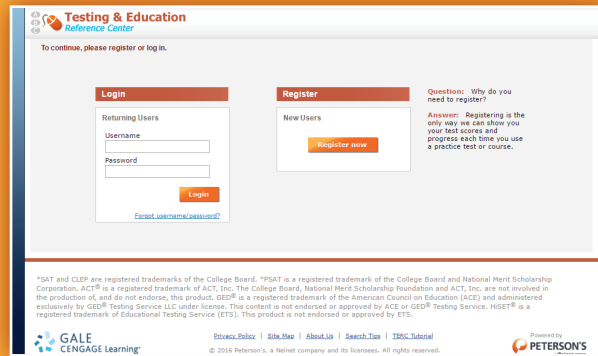 A
B
C
Testing & Education
Reference Center
To continue, please register or log in.
Login
Returning Users
Username
Password
Login
Forgot username/password?
Register
New Users
Register now
Question: Why do you
need to register?
Answer: Registering is the
only way we can show you
your test scores and
progress each time you use
a practice test or course.
*SAT and CLEP are registered trademarks of the College Board. *PSAT is a registered trademark of the College Board and National Merit Scholarship
Corporation. ACT® is a registered trademark of ACT, Inc. The College Board, National Merit Scholarship Foundation and ACT, Inc. are not involved in
the production of, and do not endorse, this product. GED® is a registered trademark of the American Council on Education (ACE) and administered
exclusively by GED® Testing Service LLC under license. This content is not endorsed or approved by ACE or GED® Testing Service. HiSET® is a
registered trademark of Educational Testing Service (ETS). This product is not endorsed or approved by ETS.
GALE
CENGAGE Learning®
Privacy Policy | Site Map | About Us | Search Tips | TERC Tutorial
© 2016 Peterson's, a Nelnet company and its licensees. All rights reserved.
Powered by
PETERSON'S